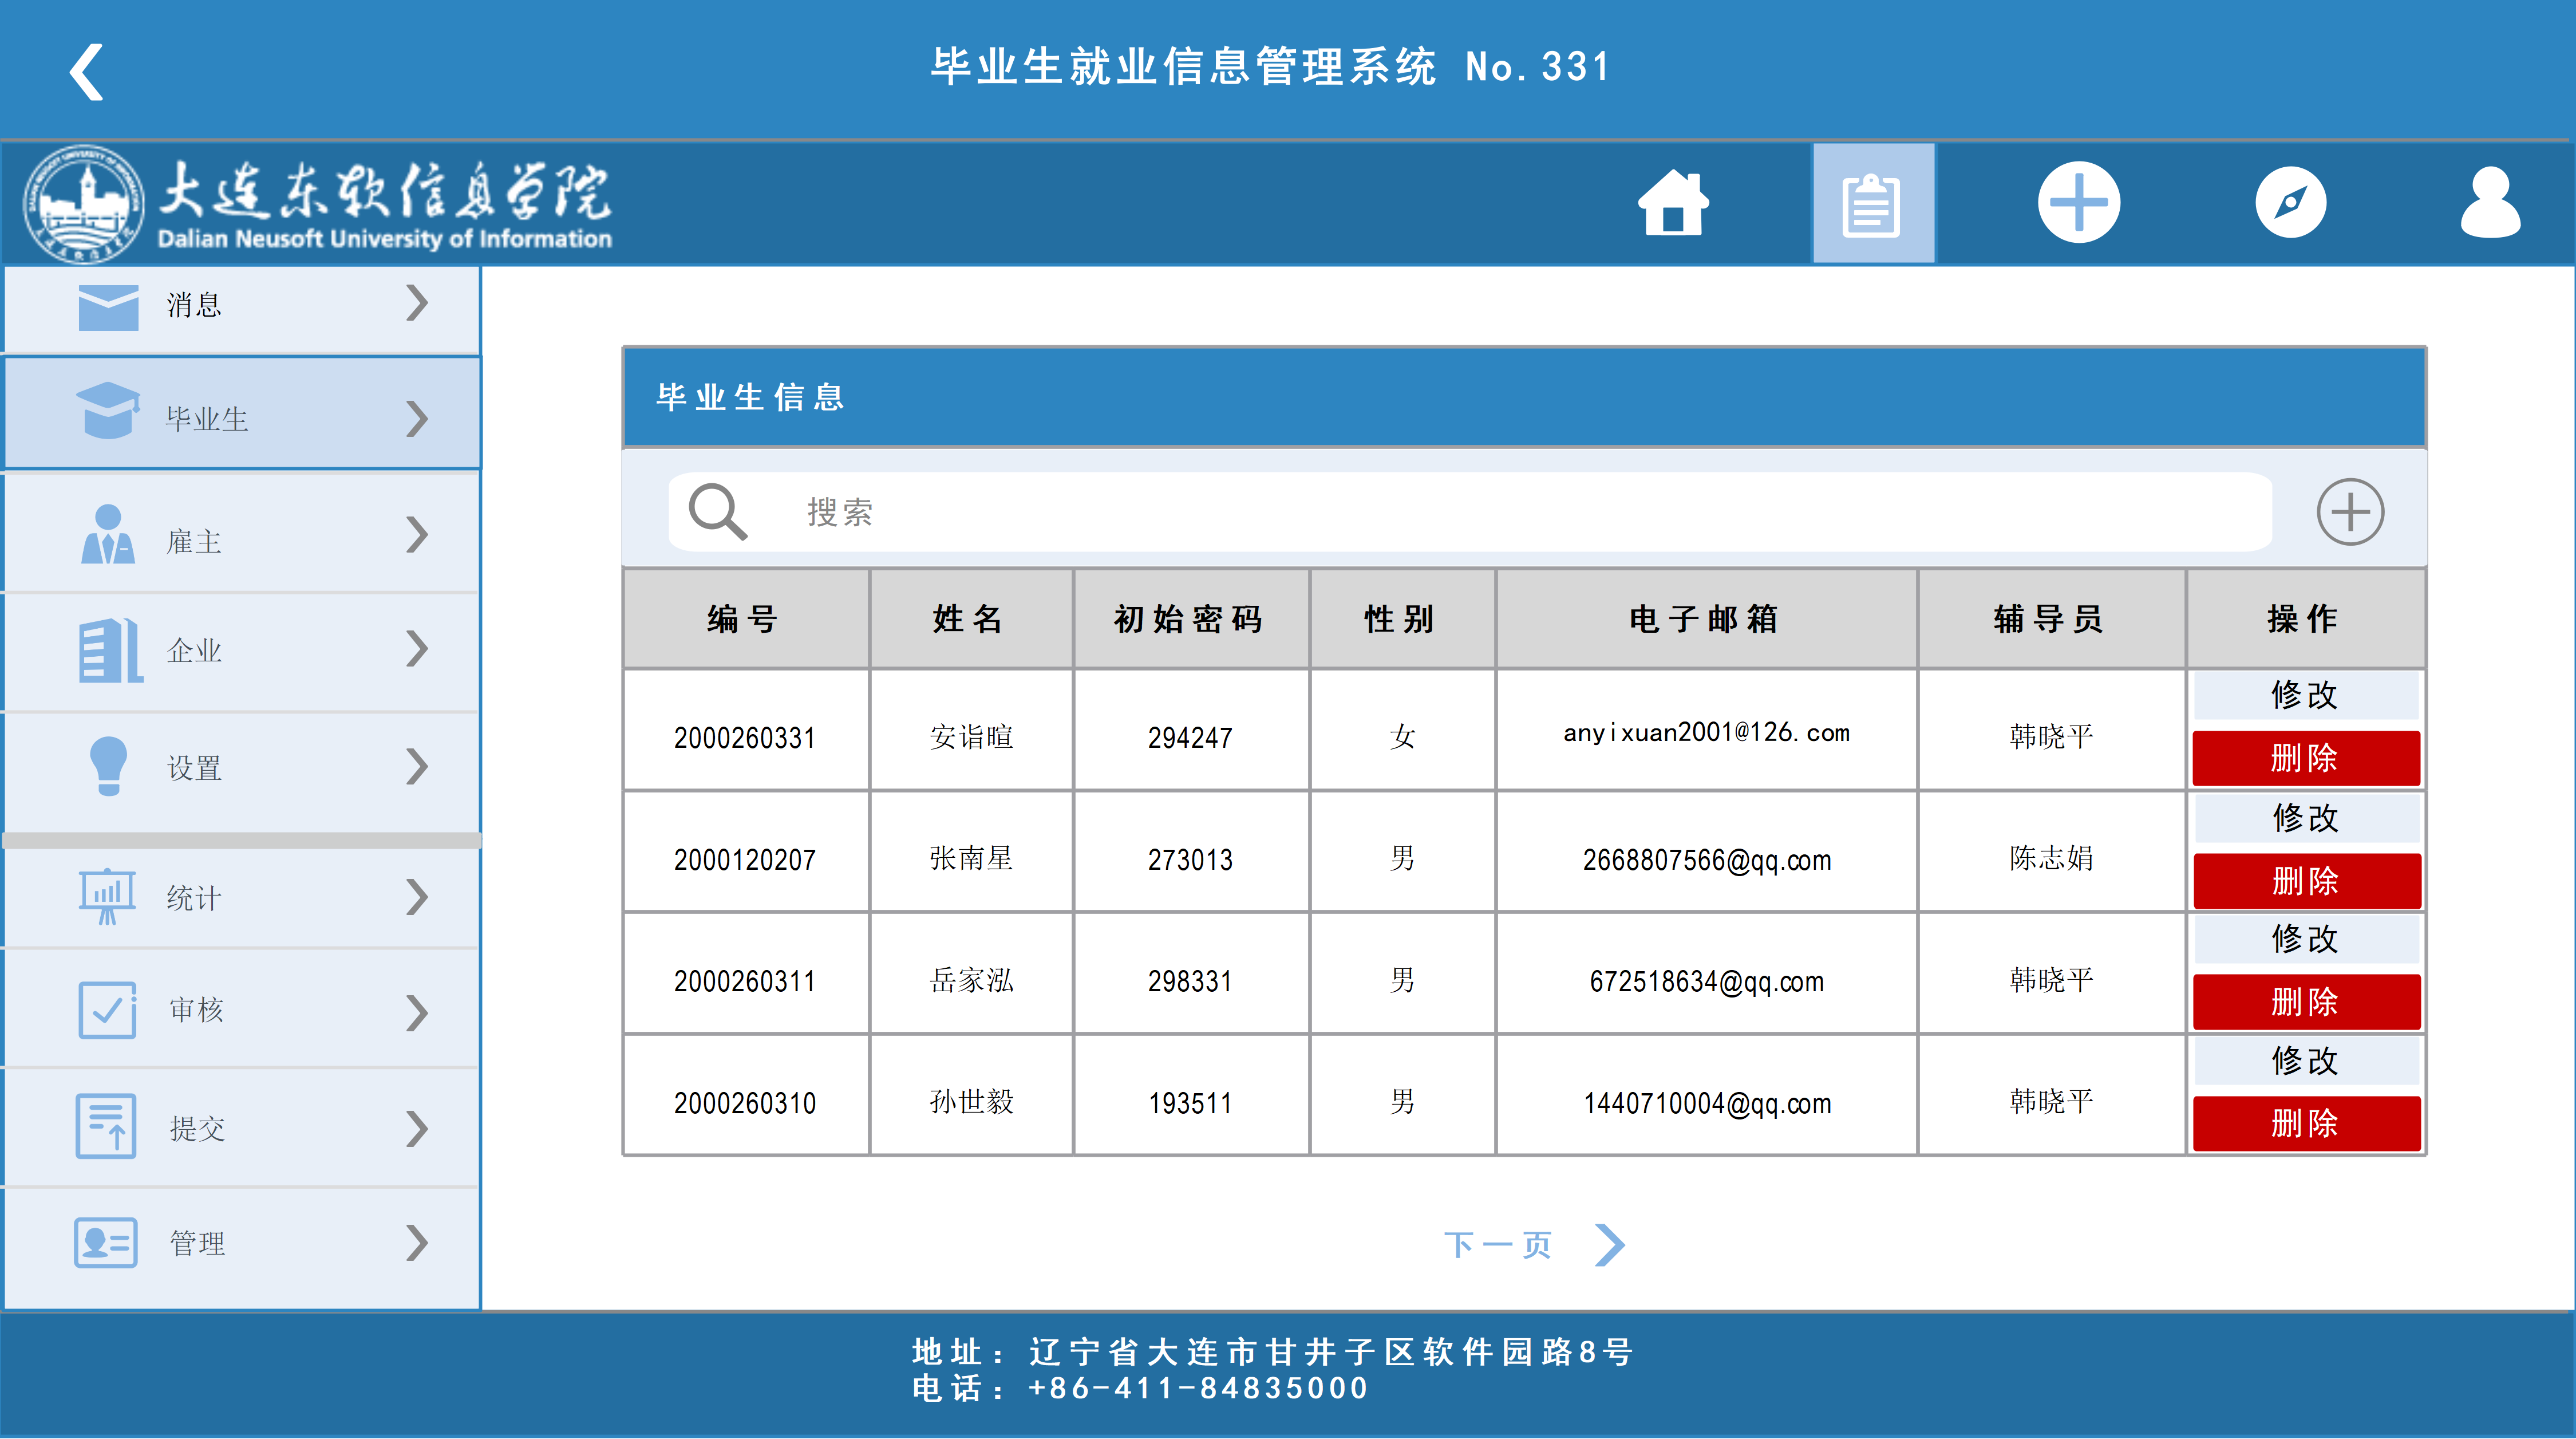 毕业生就业信息管理系统 No.331
大连东软信息学院
Dalian Neusoft University of Information
消息
毕业生
雇主
企业
设置
统计
审核
提交
管理
毕业生信息
搜索
编号 姓名 初始密码 性别 电子邮箱 辅导员 操作
2000260331 安诣暄 294247 女 anyixuan2001@126.com 韩晓平 修改
删除
2000120207 张南星 273013 男 2668807566@qq.com 陈志娟 修改
删除
2000260311 岳家泓 298331 男 672518634@qq.com 韩晓平 修改
删除
2000260310 孙世毅 193511 男 1440710004@qq.com 韩晓平 修改
删除
下一页
地址：辽宁省大连市甘井子区软件园路8号
电话：+86-411-84835000